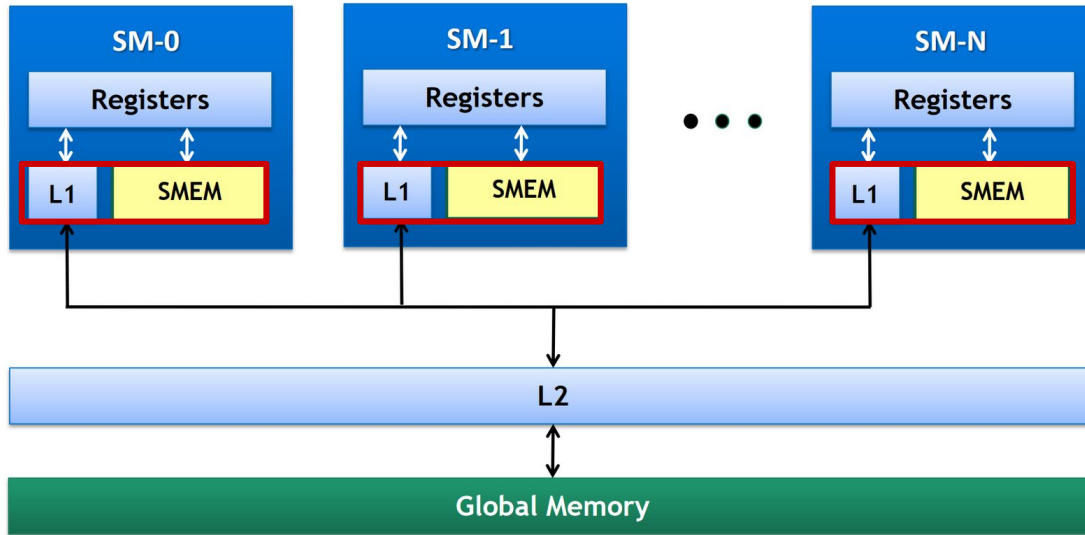 SM-0
SM-1
SM-N
Registers
Registers
Registers
L1
SMEM
L1
SMEM
L1
SMEM
L2
Global Memory